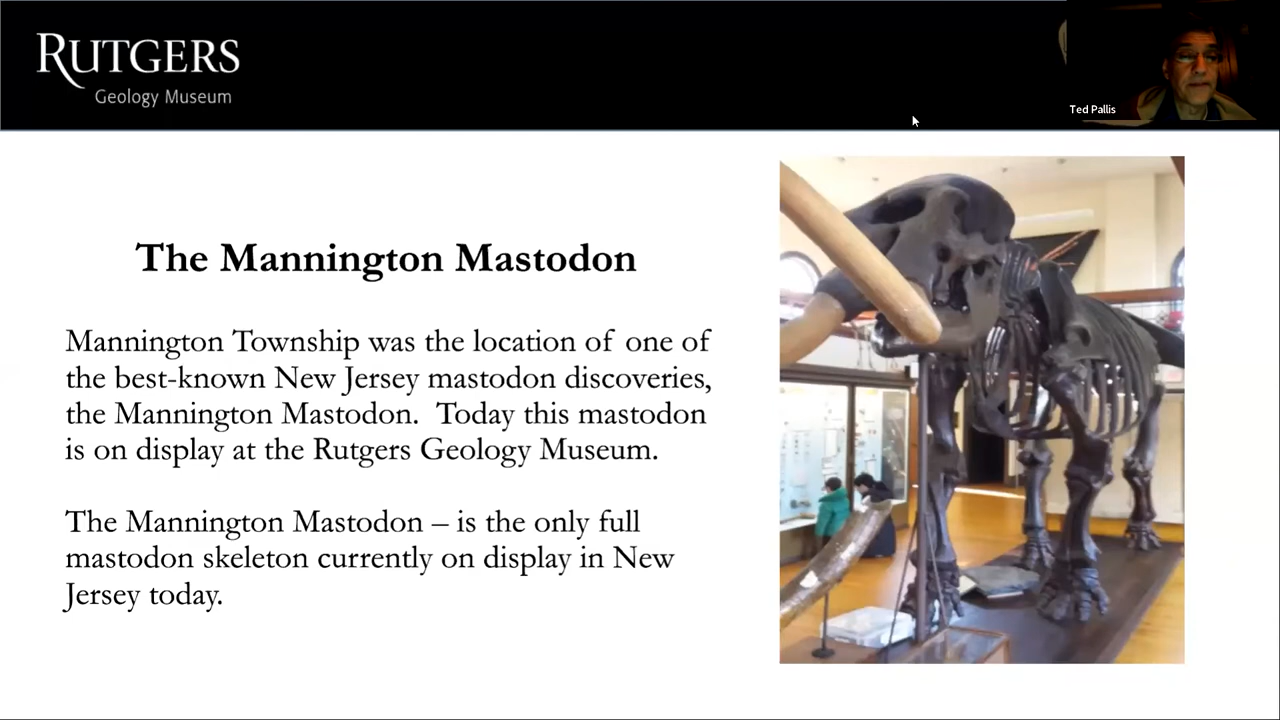 RUTGERS
Geology Museum
Ted Pallis
The Mannington Mastodon
Mannington Township was the location of one of
the best-known New Jersey mastodon discoveries,
the Mannington Mastodon.  Today this mastodon
is on display at the Rutgers Geology Museum.
The Mannington Mastodon – is the only full
mastodon skeleton currently on display in New
Jersey today.